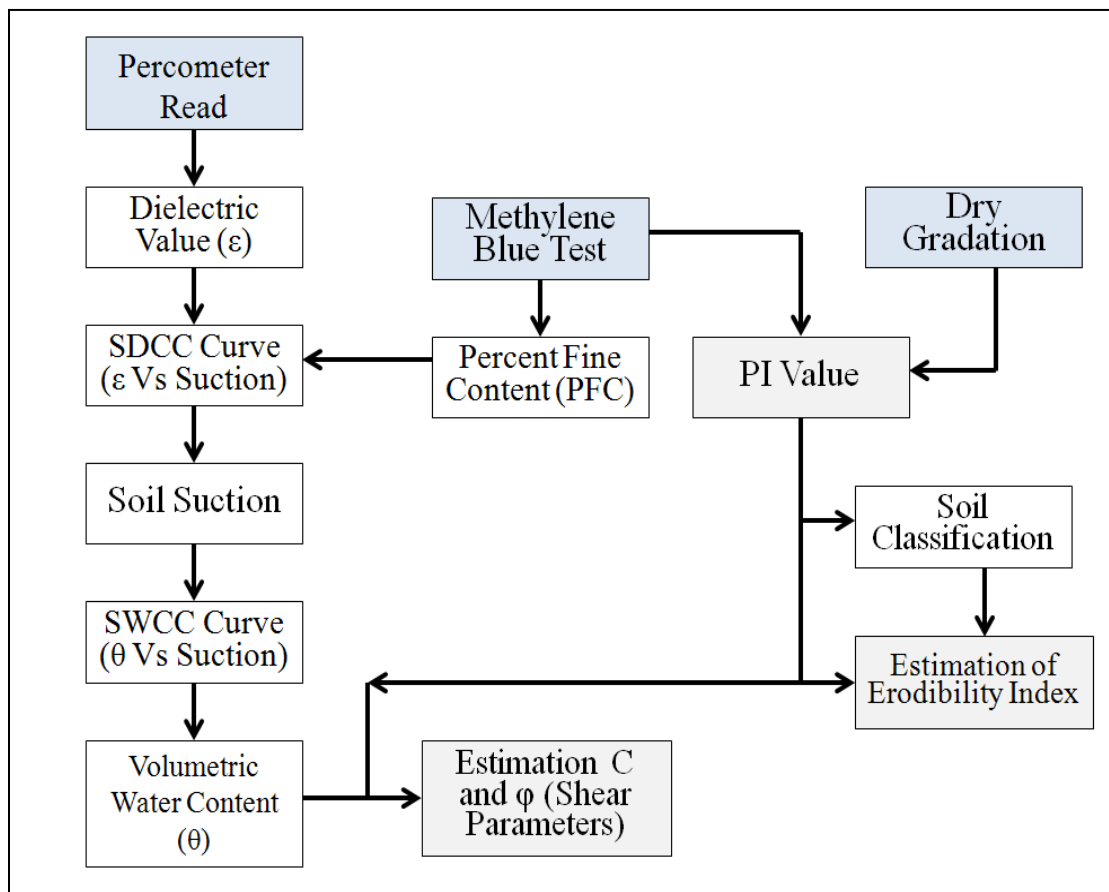 Percometer
Read
Dielectric
Value (ε)
Methylene
Blue Test
Dry
Gradation
SDCC Curve
(ε Vs Suction)
Percent Fine
Content (PFC)
PI Value
Soil Suction
Soil
Classification
SWCC Curve
(θ Vs Suction)
Estimation of
Erodibility Index
Volumetric
Water Content
(θ)
Estimation C
and φ (Shear
Parameters)